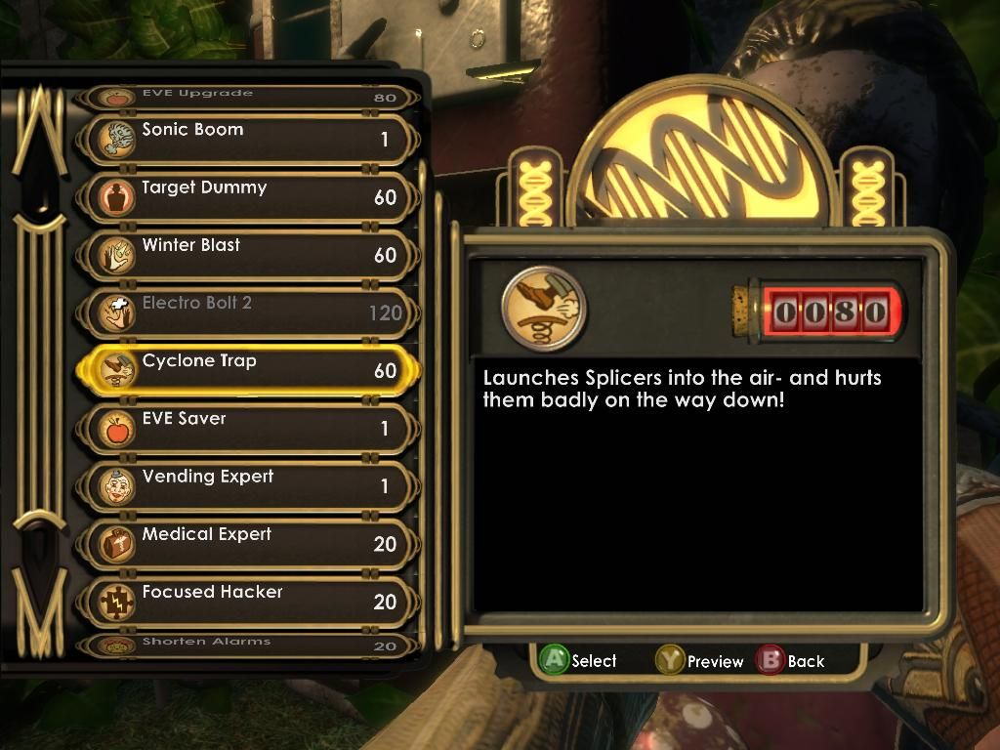 EVE Upgrade 80
Sonic Boom 1
Target Dummy 60
Winter Blast 60
Electro Bolt 2 120
Cyclone Trap 60
EVE Saver 1
Vending Expert 1
Medical Expert 20
Focused Hacker 20
Shorten Alarms 20
0080
Launches Splicers into the air- and hurts
them badly on the way down!
A Select Y Preview B Back